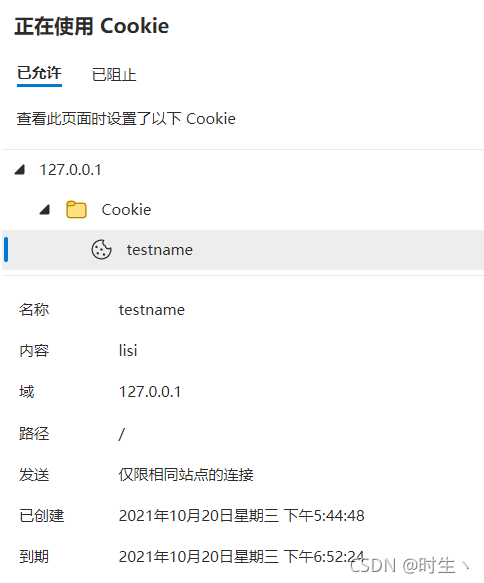 正在使用 Cookie
已允许 已阻止
查看此页面时设置了以下 Cookie
127.0.0.1
Cookie
testname
名称 testname
内容 lisi
域 127.0.0.1
路径 /
发送 仅限相同站点的连接
已创建 2021年10月20日星期三 下午5:44:48
到期 2021年10月20日星期三 下午6:52:24
CSDN @时生丶